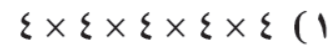 ١) ٤ × ٤ × ٤ × ٤ × ٤